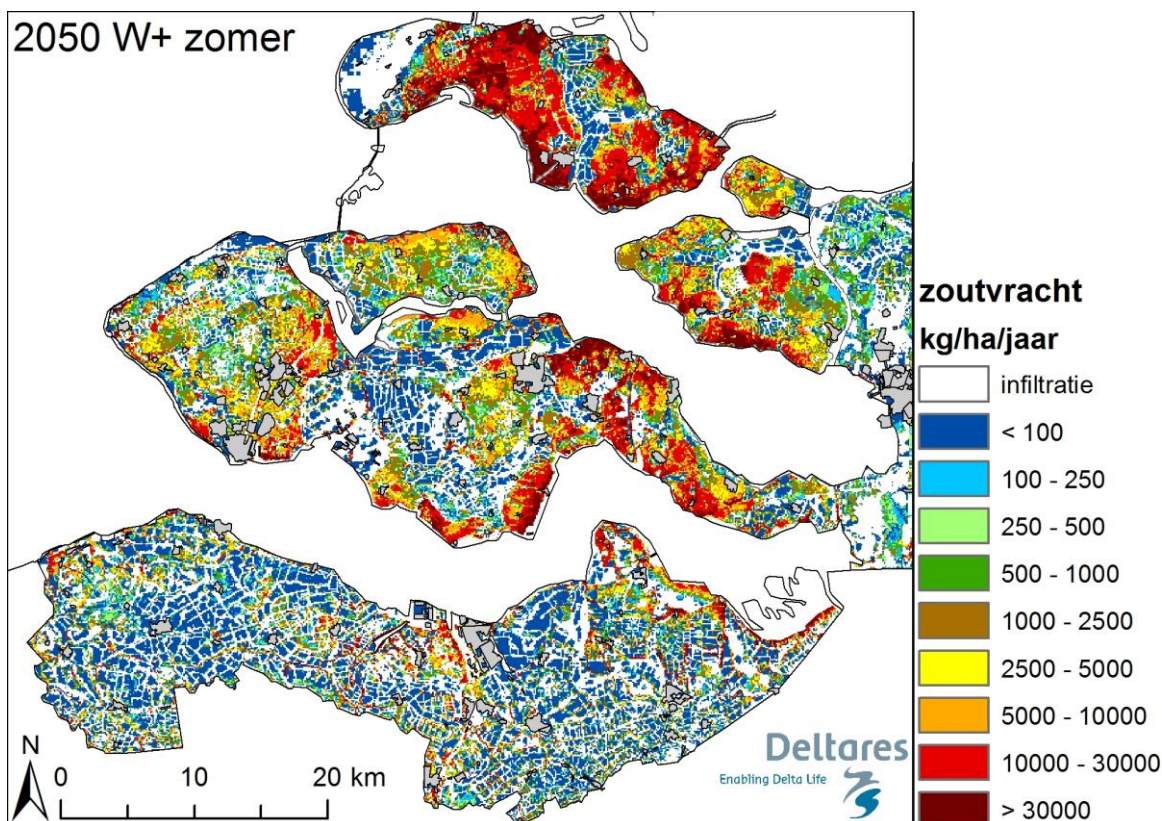 2050 W+ zomer
zoutvracht
kg/ha/jaar
infiltratie
< 100
100 - 250
250 - 500
500 - 1000
1000 - 2500
2500 - 5000
5000 - 10000
10000 - 30000
> 30000
N
0 10 20 km
Deltares
Enabling Delta Life